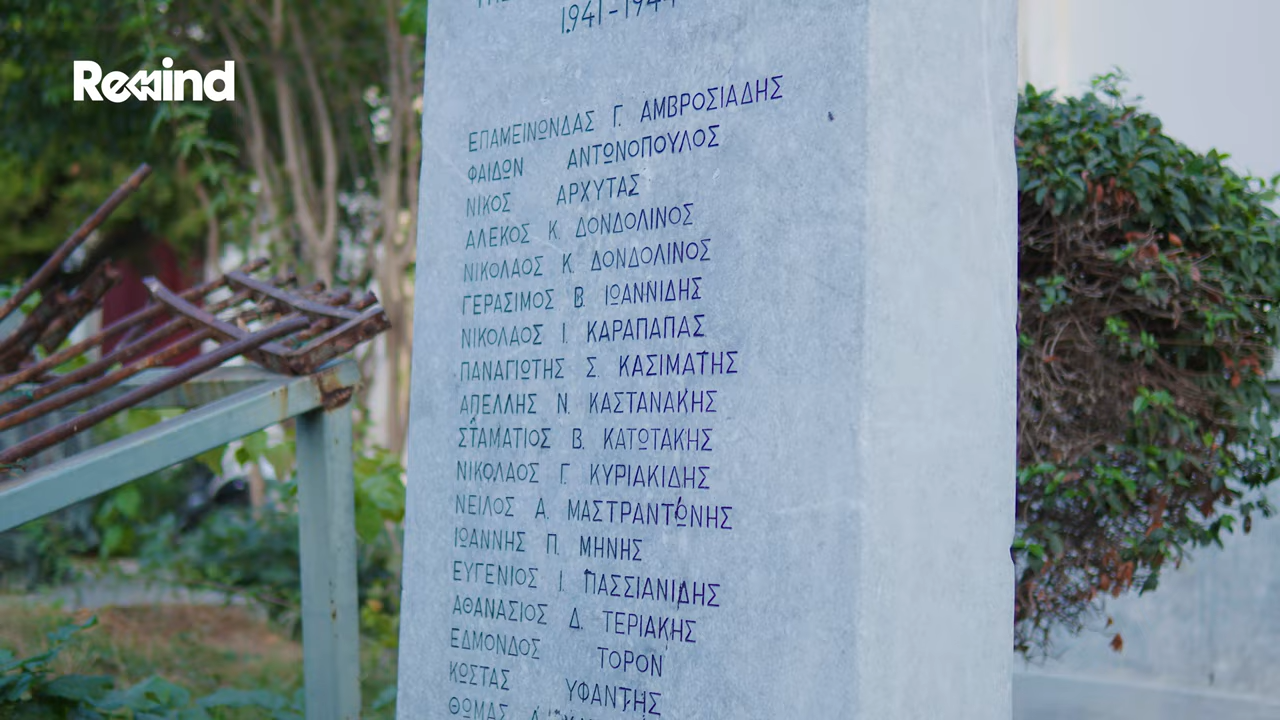 Rewind
1941-1944
ΕΠΑΜΕΙΝΩΝΔΑΣ Γ. ΑΜΒΡΟΣΙΑΔΗΣ
ΦΑΙΔΩΝ ΑΝΤΩΝΟΠΟΥΛΟΣ
ΝΙΚΟΣ ΑΡΧΥΤΑΣ
ΑΛΕΚΟΣ Κ. ΔΟΝΔΟΛΙΝΟΣ
ΝΙΚΟΛΑΟΣ Κ. ΔΟΝΔΟΛΙΝΟΣ
ΓΕΡΑΣΙΜΟΣ Β. ΙΩΑΝΝΙΔΗΣ
ΝΙΚΟΛΑΟΣ Ι. ΚΑΡΑΠΑΠΑΣ
ΠΑΝΑΓΙΩΤΗΣ Σ. ΚΑΣΙΜΑΤΗΣ
ΑΠΕΛΛΗΣ Ν. ΚΑΣΤΑΝΑΚΗΣ
ΣΤΑΜΑΤΙΟΣ Β. ΚΑΤΩΤΑΚΗΣ
ΝΙΚΟΛΑΟΣ Γ. ΚΥΡΙΑΚΙΔΗΣ
ΝΕΙΛΟΣ Α. ΜΑΣΤΡΑΝΤΩΝΗΣ
ΙΩΑΝΝΗΣ Π. ΜΗΝΗΣ
ΕΥΓΕΝΙΟΣ Ι. ΠΑΣΣΙΑΝΙΔΗΣ
ΑΘΑΝΑΣΙΟΣ Δ. ΤΕΡΙΑΚΗΣ
ΕΔΜΟΝΔΟΣ ΤΟΡΟΝ
ΚΩΣΤΑΣ ΥΦΑΝΤΗΣ
ΘΩΜΑΣ